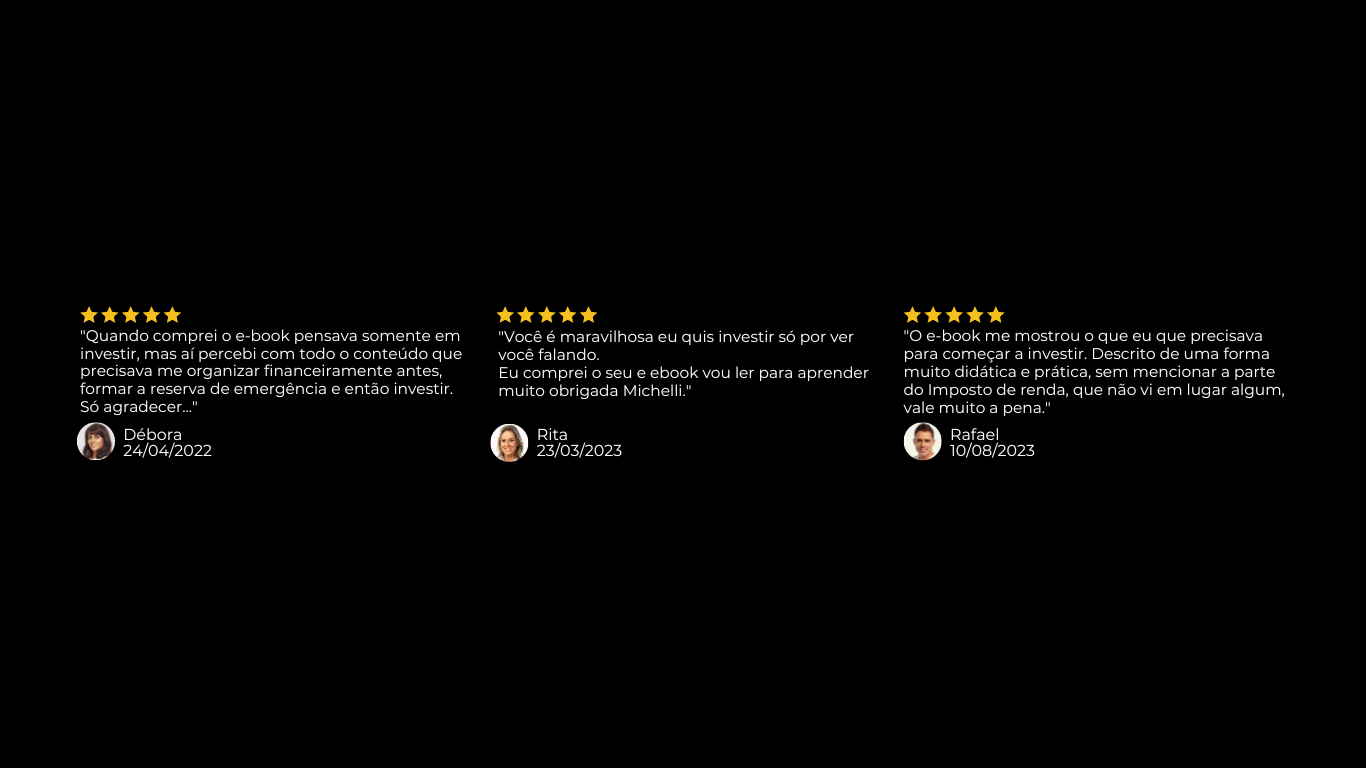 "Quando comprei o e-book pensava somente em
investir, mas aí percebi com todo o conteúdo que
precisava me organizar financeiramente antes,
formar a reserva de emergência e então investir.
Só agradecer..."
Débora
24/04/2022
"Você é maravilhosa eu quis investir só por ver
você falando.
Eu comprei o seu e ebook vou ler para aprender
muito obrigada Michelli."
Rita
23/03/2023
"O e-book me mostrou o que eu que precisava
para começar a investir. Descrito de uma forma
muito didática e prática, sem mencionar a parte
do Imposto de renda, que não vi em lugar algum,
vale muito a pena."
Rafael
10/08/2023